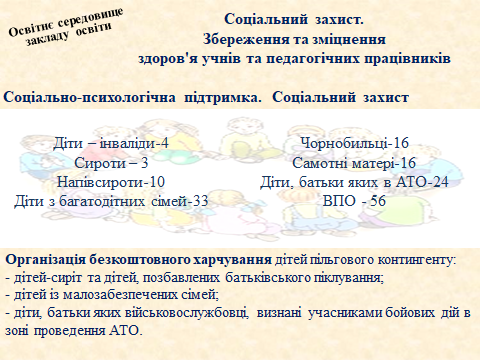 Освітнє середовище
закладу освіти
Соціальний захист.
Збереження та зміцнення
здоров'я учнів та педагогічних працівників
Соціально-психологічна підтримка. Соціальний захист
Діти – інваліди-4
Сироти – 3
Напівсироти-10
Діти з багатодітних сімей-33
Чорнобильці-16
Самотні матері-16
Діти, батьки яких в АТО-24
ВПО - 56
Організація безкоштовного харчування дітей пільгового контингенту:
- дітей-сиріт та дітей, позбавлених батьківського піклування;
- дітей із малозабезпечених сімей;
- діти, батьки яких військовослужбовці, визнані учасниками бойових дій в
зоні проведення АТО.